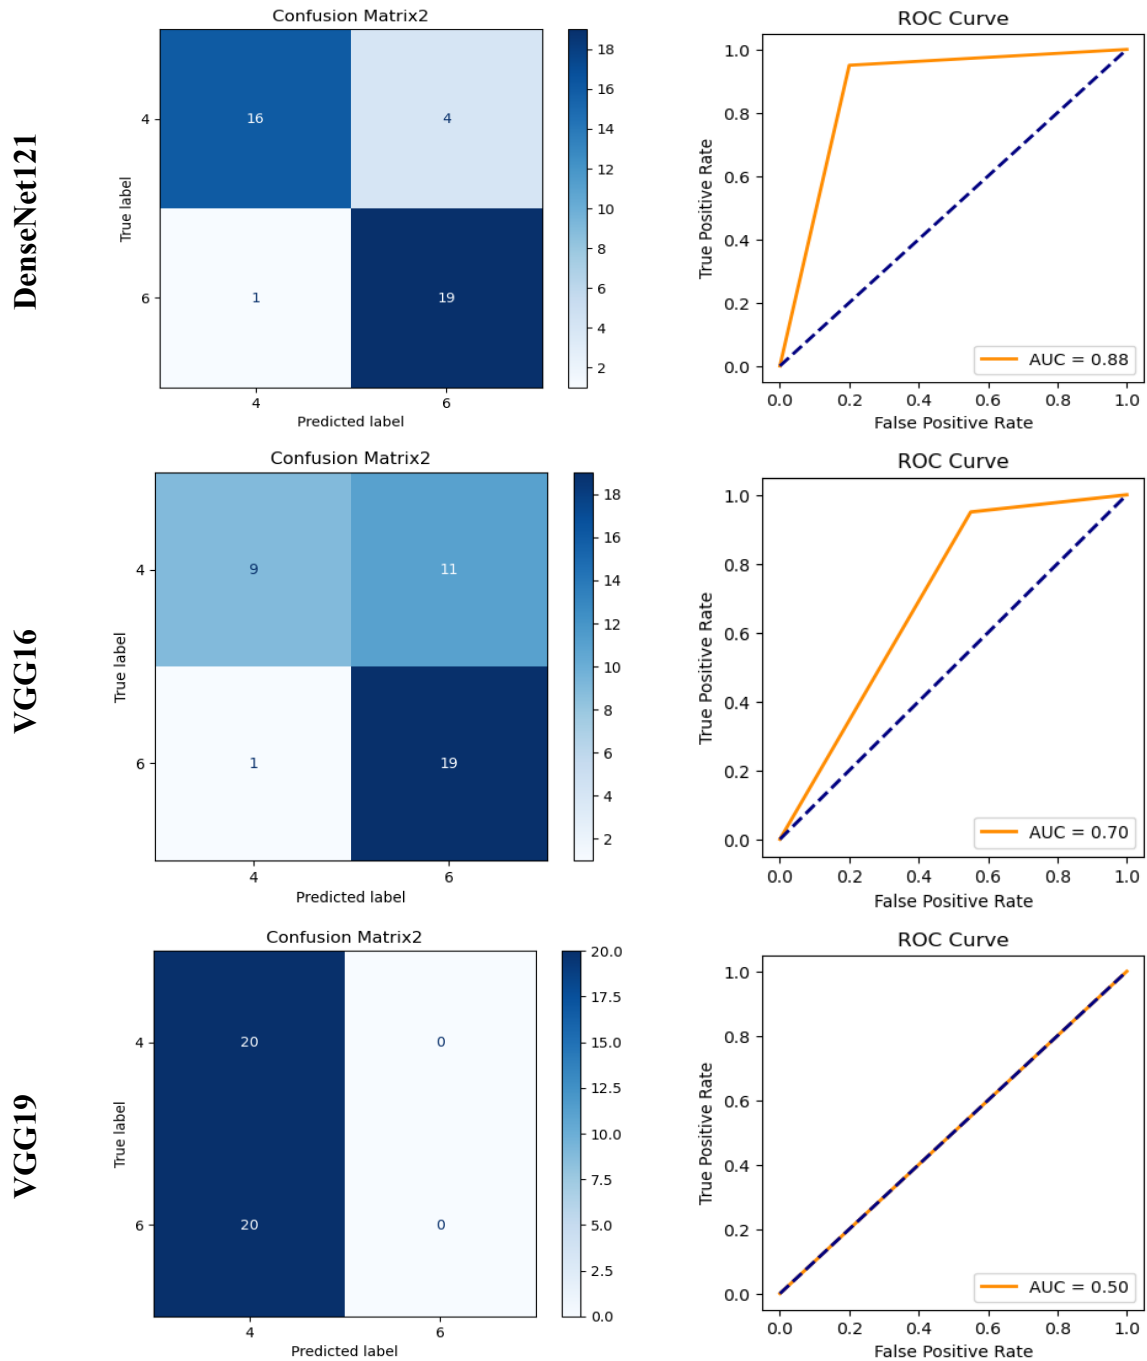 DenseNet121
Confusion Matrix2
True label
4
6
16 4
1 19
4 6
Predicted label
18
16
14
12
10
8
6
4
2
ROC Curve
True Positive Rate
1.0
0.8
0.6
0.4
0.2
0.0
AUC = 0.88
0.0 0.2 0.4 0.6 0.8 1.0
False Positive Rate
VGG16
Confusion Matrix2
True label
4
6
9 11
1 19
4 6
Predicted label
18
16
14
12
10
8
6
4
2
ROC Curve
True Positive Rate
1.0
0.8
0.6
0.4
0.2
0.0
AUC = 0.70
0.0 0.2 0.4 0.6 0.8 1.0
False Positive Rate
VGG19
Confusion Matrix2
True label
4
6
20 0
20 0
4 6
Predicted label
20.0
17.5
15.0
12.5
10.0
7.5
5.0
2.5
0.0
ROC Curve
True Positive Rate
1.0
0.8
0.6
0.4
0.2
0.0
AUC = 0.50
0.0 0.2 0.4 0.6 0.8 1.0
False Positive Rate